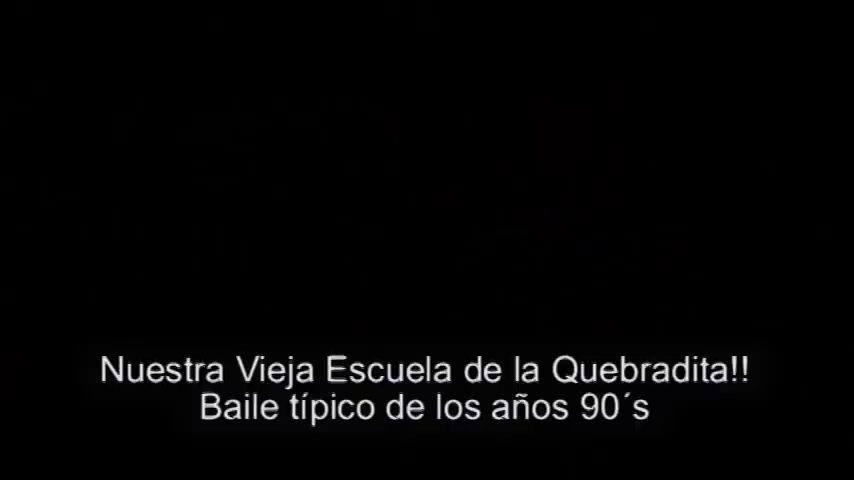 Nuestra Vieja Escuela de la Quebradita!!
Baile típico de los años 90´s